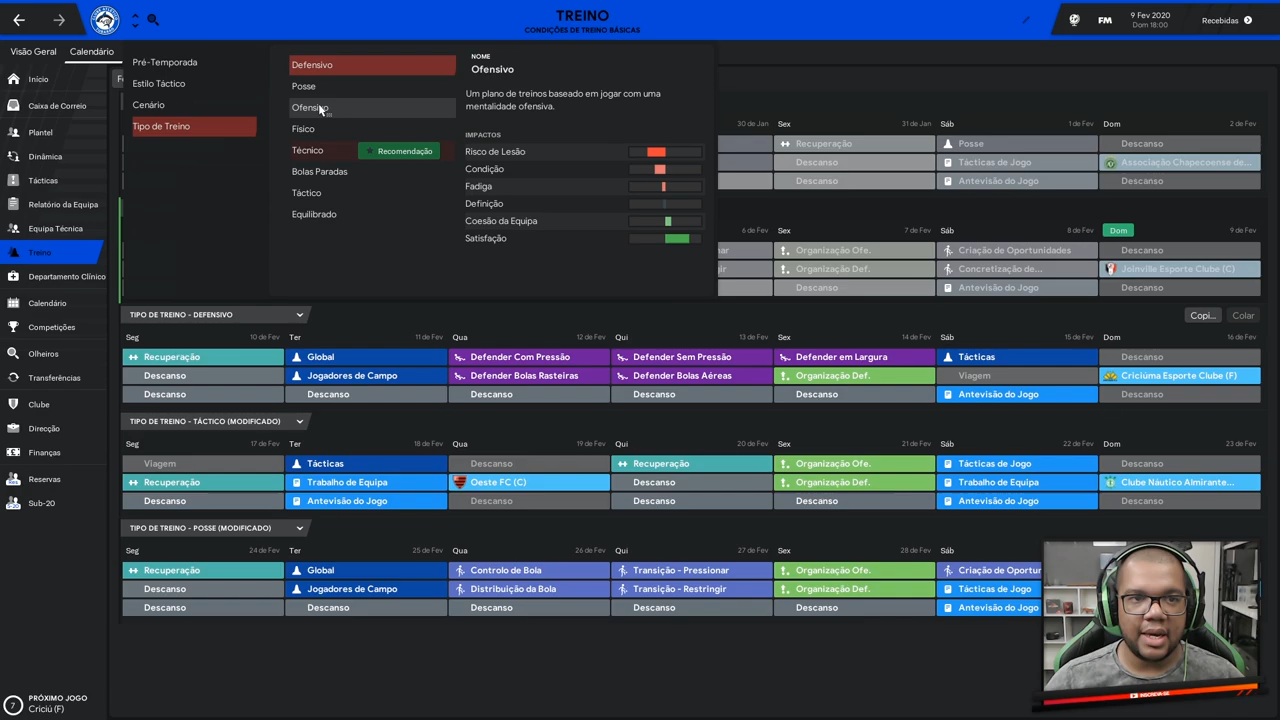 TREINO
CONDIÇÕES DE TREINO BÁSICAS
FM
9 Fev 2020
Dom 18:00
Recebidas
Visão Geral
Calendário
Início
Caixa de Correio
Plantel
Dinâmica
Tácticas
Relatório da Equipa
Equipa Técnica
Treino
Departamento Clínico
Calendário
Competições
Olheiros
Transferências
Clube
Direcção
Finanças
Reservas
Sub-20
PRÓXIMO JOGO
7 Criciú (F)
Pré-Temporada
Estilo Táctico
Cenário
Tipo de Treino
Defensivo
Posse
Ofensivo
Físico
Técnico
Recomendação
Bolas Paradas
Táctico
Equilibrado
NOME
Ofensivo
Um plano de treinos baseado em jogar com uma
mentalidade ofensiva.
IMPACTOS
Risco de Lesão
Condição
Fadiga
Definição
Coesão da Equipa
Satisfação
30 de Jan Sex 31 de Jan Sáb 1 de Fev Dom 2 de Fev
Recuperação Posse Descanso
Descanso Tácticas de Jogo Associação Chapecoense de...
Descanso Antevisão do Jogo Descanso
6 de Fev Sex 7 de Fev Sáb 8 de Fev Dom 9 de Fev
Organização Ofe. Criação de Oportunidades Descanso
Organização Def. Concretização de... Joinville Esporte Clube (C)
Descanso Antevisão do Jogo Descanso
TIPO DE TREINO - DEFENSIVO Copi... Colar
Seg 10 de Fev Ter 11 de Fev Qua 12 de Fev Qui 13 de Fev Sex 14 de Fev Sáb 15 de Fev Dom 16 de Fev
Recuperação Global Defender Com Pressão Defender Sem Pressão Defender em Largura Tácticas Descanso
Descanso Jogadores de Campo Defender Bolas Rasteiras Defender Bolas Aéreas Organização Def. Viagem Criciúma Esporte Clube (F)
Descanso Descanso Descanso Descanso Descanso Antevisão do Jogo Descanso
TIPO DE TREINO - TÁCTICO (MODIFICADO)
Seg 17 de Fev Ter 18 de Fev Qua 19 de Fev Qui 20 de Fev Sex 21 de Fev Sáb 22 de Fev Dom 23 de Fev
Viagem Tácticas Descanso Recuperação Organização Ofe. Tácticas de Jogo Descanso
Recuperação Trabalho de Equipa Oeste FC (C) Descanso Organização Def. Trabalho de Equipa Clube Náutico Almirante...
Descanso Antevisão do Jogo Descanso Descanso Descanso Antevisão do Jogo Descanso
TIPO DE TREINO - POSSE (MODIFICADO)
Seg 24 de Fev Ter 25 de Fev Qua 26 de Fev Qui 27 de Fev Sex 28 de Fev Sáb
Recuperação Global Controlo de Bola Transição - Pressionar Organização Ofe. Criação de Oportun
Descanso Jogadores de Campo Distribuição da Bola Transição - Restringir Organização Def. Tácticas de Jogo
Descanso Descanso Descanso Descanso Descanso Antevisão do Jogo
INSCREVA-SE